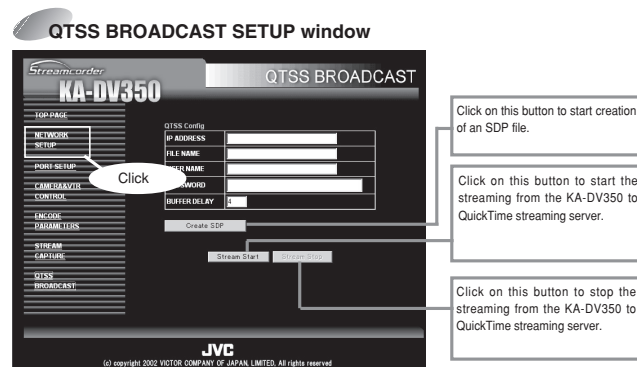 QTSS BROADCAST SETUP window
Streamcorder
KA-DV350
QTSS BROADCAST
TOP PAGE
NETWORK
SETUP
PORT SETUP
CAMERA&VTR
CONTROL
ENCODE
PARAMETERS
STREAM
CAPTURE
QTSS
BROADCAST
Click
QTSS Config
IP ADDRESS
FILE NAME
BUFFER DELAY
4
Create SDP
Stream Start
Stream Stop
Click on this button to start creation
of an SDP file.
Click on this button to start the
streaming from the KA-DV350 to
QuickTime streaming server.
Click on this button to stop the
streaming from the KA-DV350 to
QuickTime streaming server.
JVC
(c) copyright 2002 VICTOR COMPANY OF JAPAN, LIMITED. All rights reserved